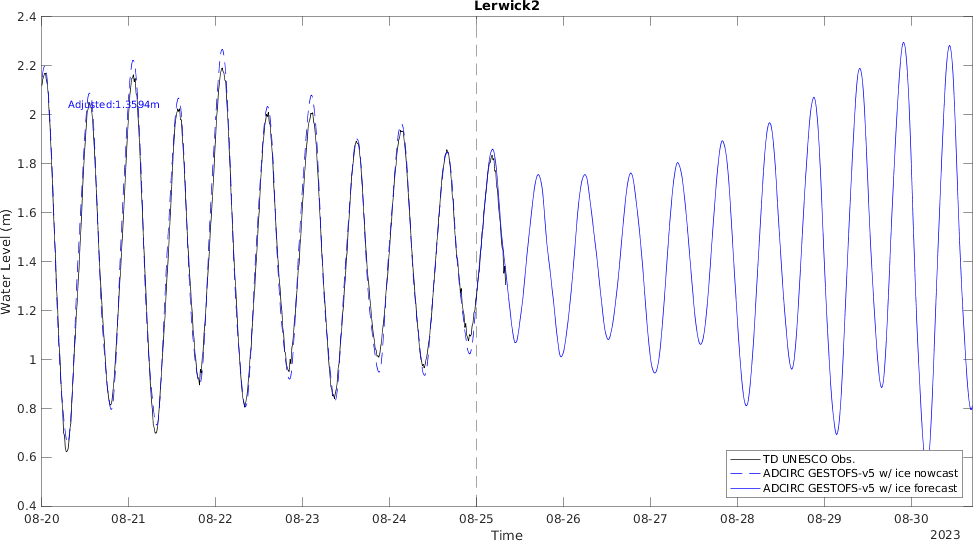 Lerwick2
2.4
2.2
2
1.8
1.6
1.4
1.2
1
0.8
0.6
0.4
Water Level (m)
Adjusted:1.3594m
TD UNESCO Obs.
ADCIRC GESTOFS-v5 w/ ice nowcast
ADCIRC GESTOFS-v5 w/ ice forecast
08-20 08-21 08-22 08-23 08-24 08-25 08-26 08-27 08-28 08-29 08-30
Time
2023